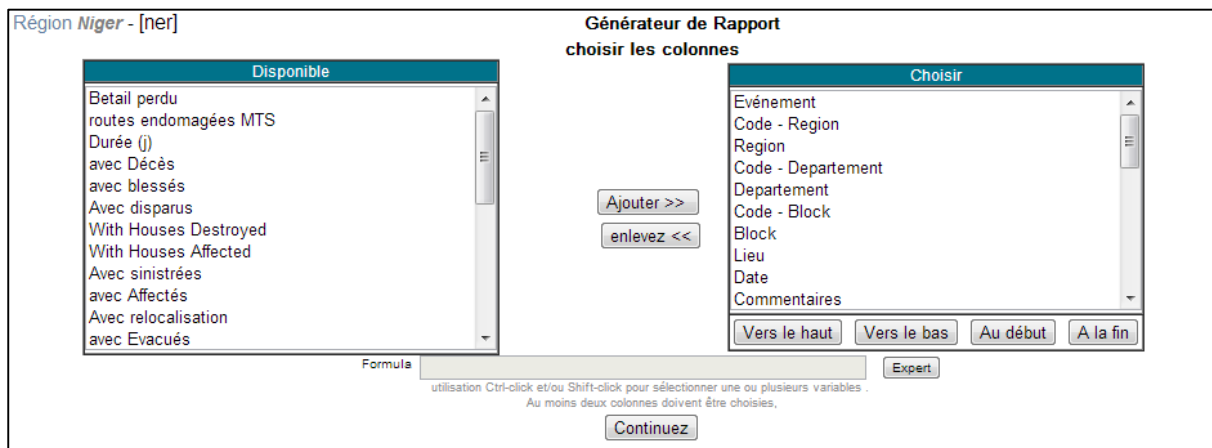 Région Niger - [ner]
Générateur de Rapport
choisir les colonnes
Disponible
Betail perdu
routes endomagées MTS
Durée (j)
avec Décès
avec blessés
Avec disparus
With Houses Destroyed
With Houses Affected
Avec sinistrées
avec Affectés
Avec relocalisation
avec Evacués
Ajouter >>
enlevez <<
Choisir
Evénement
Code - Region
Region
Code - Departement
Departement
Code - Block
Block
Lieu
Date
Commentaires
Vers le haut Vers le bas Au début A la fin
Formula Expert
utilisation Ctrl-click et/ou Shift-click pour sélectionner une ou plusieurs variables .
Au moins deux colonnes doivent être choisies,
Continuez